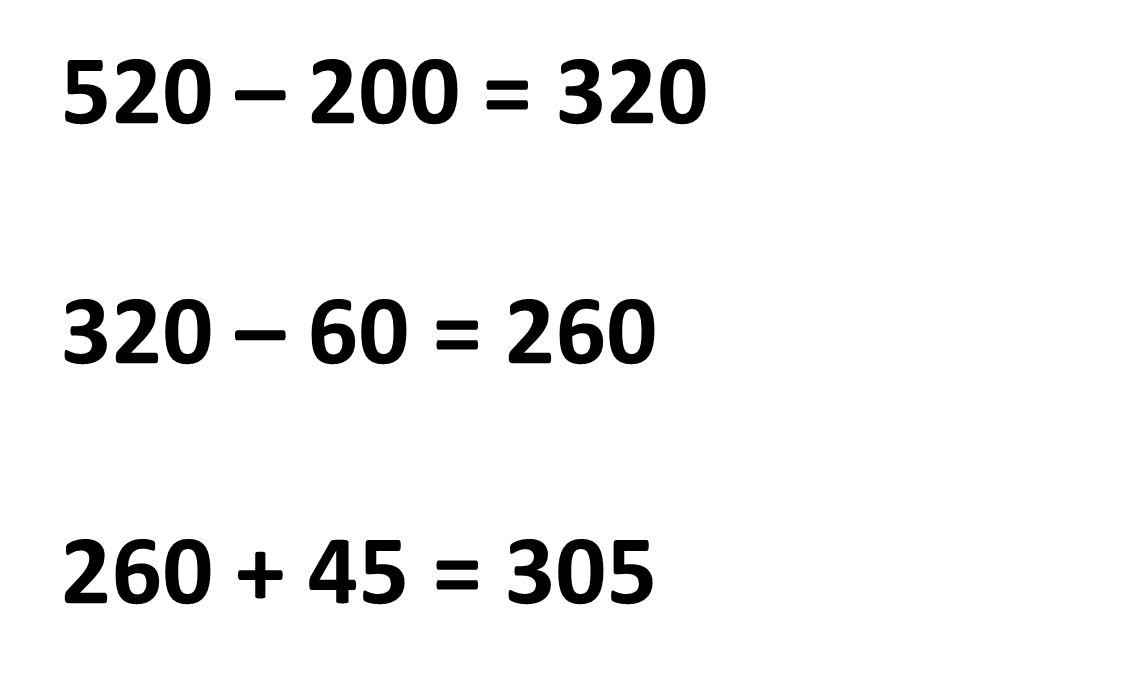 520 – 200 = 320
320 – 60 = 260
260 + 45 = 305